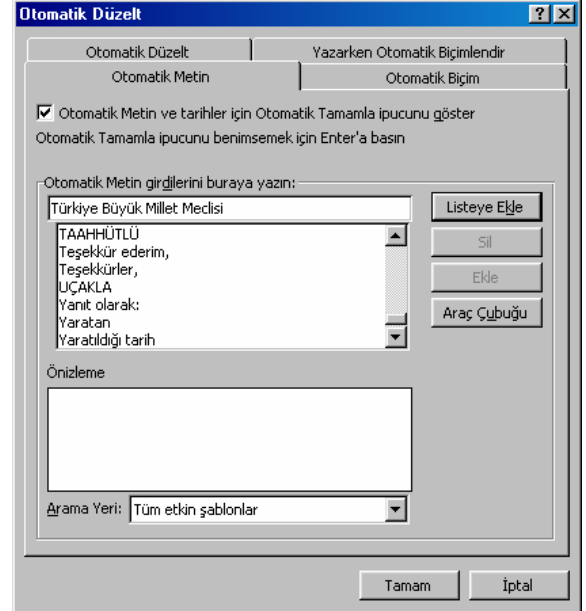 Otomatik Düzelt
Otomatik Düzelt
Yazarken Otomatik Biçimlendir
Otomatik Metin
Otomatik Biçim
Otomatik Metin ve tarihler için Otomatik Tamamla ipucunu göster
Otomatik Tamamla ipucunu benimsemek için Enter'a basın
Otomatik Metin girdilerini buraya yazın:
Türkiye Büyük Millet Meclisi
Listeye Ekle
TAAHHÜTLÜ
Teşekkür ederim,
Sil
Teşekkürler,
UÇAKLA
Ekle
Yanıt olarak:
Yaratan
Araç Çubuğu
Yaratıldığı tarih
Önizleme
Arama Yeri: Tüm etkin şablonlar
Tamam
İptal